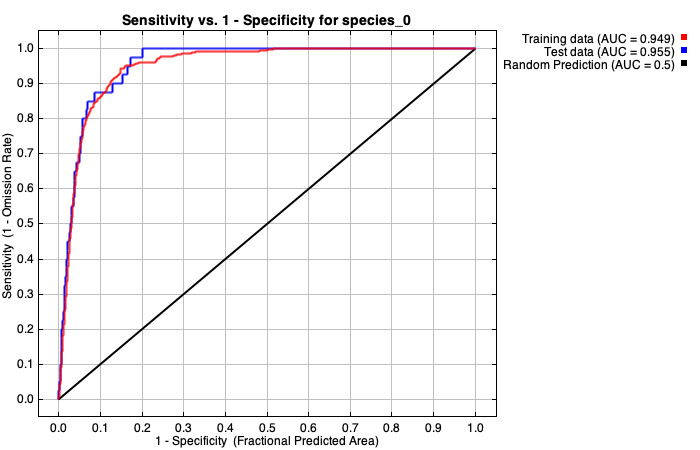 Sensitivity vs. 1 - Specificity for species_0
Training data (AUC = 0.949)
Test data (AUC = 0.955)
Random Prediction (AUC = 0.5)
Sensitivity (1 - Omission Rate)
1.0
0.9
0.8
0.7
0.6
0.5
0.4
0.3
0.2
0.1
0.0
0.0 0.1 0.2 0.3 0.4 0.5 0.6 0.7 0.8 0.9 1.0
1 - Specificity (Fractional Predicted Area)